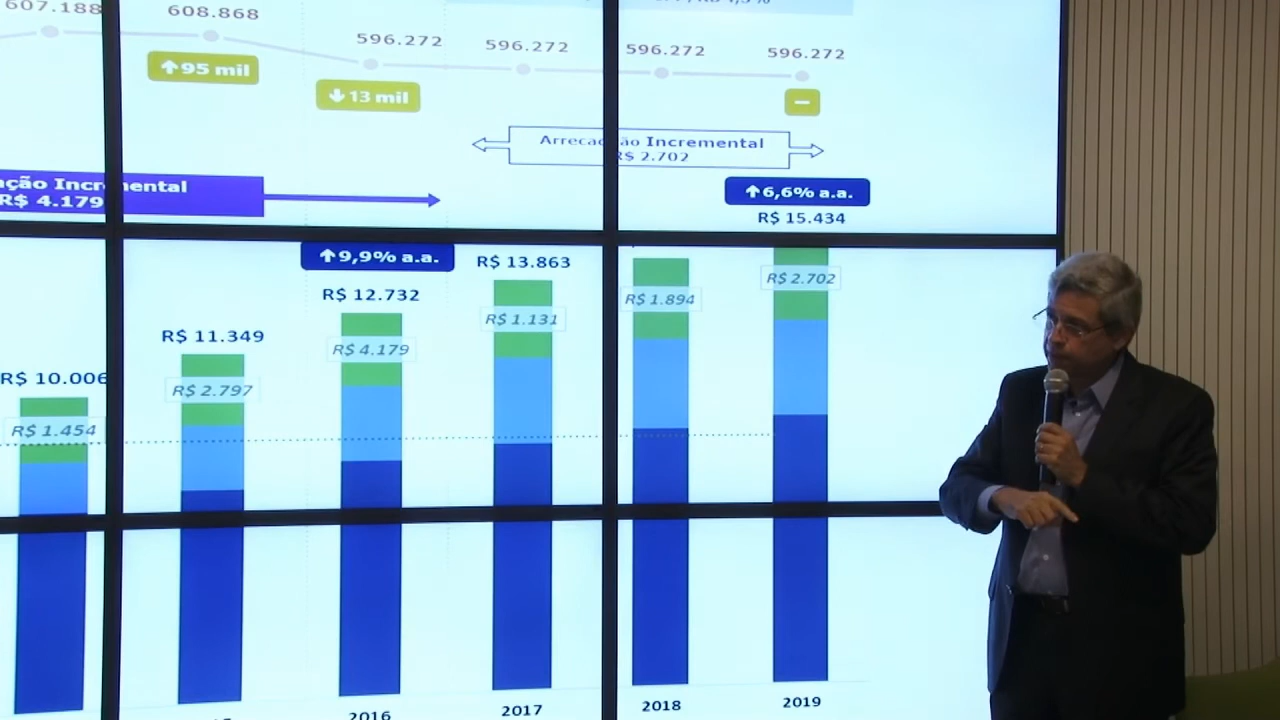 607.188
608.868
596.272
596.272
596.272
596.272
↑95 mil
↓13 mil
−
Arrecadação Incremental
R$ 2.702
ação Incremental
R$ 4.179
↑6,6% a.a.
R$ 15.434
↑9,9% a.a.
R$ 13.863
R$ 12.732
R$ 11.349
R$ 10.006
R$ 2.702
R$ 1.894
R$ 1.131
R$ 4.179
R$ 2.797
R$ 1.454
2016
2017
2018
2019